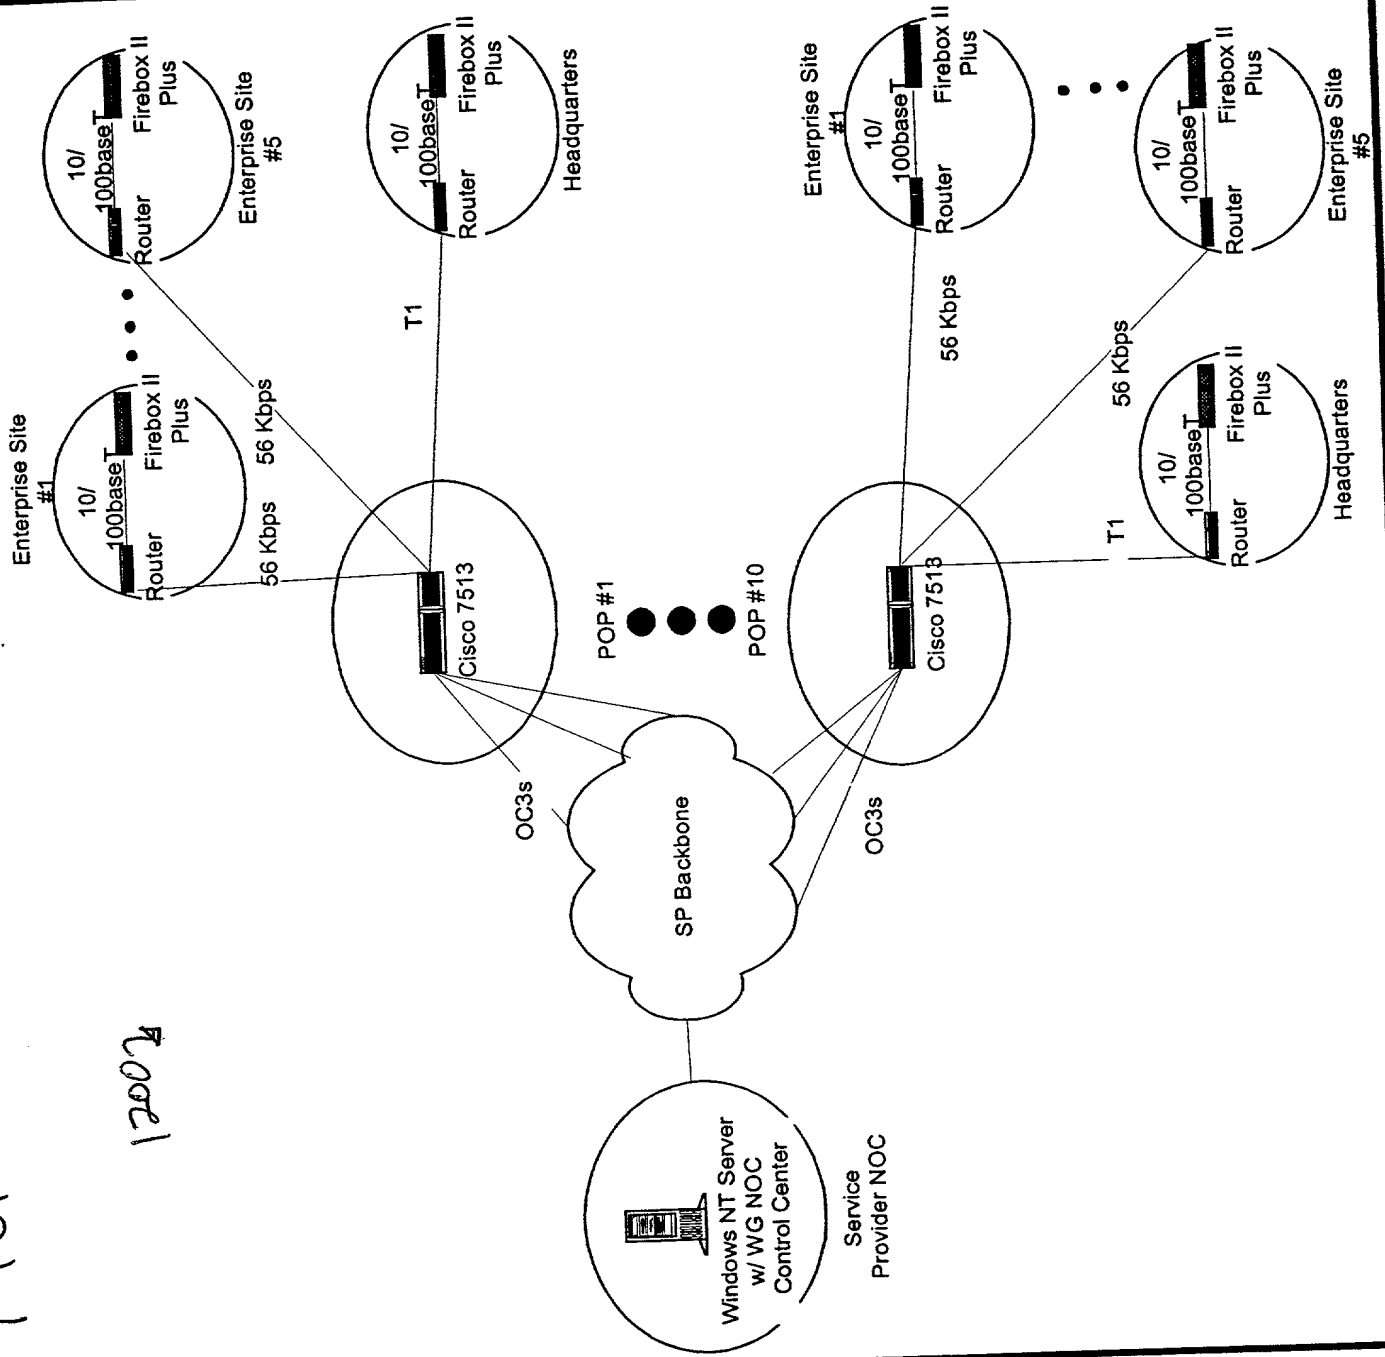 Enterprise Site
#1
10/
100baseT
Router
Firebox II
Plus
56 Kbps
10/
100baseT
Router
Firebox II
Plus
Enterprise Site
#5
56 Kbps
10/
100baseT
Router
Firebox II
Plus
Headquarters
T1
Cisco 7513
POP #1
POP #10
Cisco 7513
Enterprise Site
#1
10/
100baseT
Router
Firebox II
Plus
56 Kbps
10/
100baseT
Router
Firebox II
Plus
Enterprise Site
#5
56 Kbps
10/
100baseT
Router
Firebox II
Plus
Headquarters
T1
OC3s
SP Backbone
OC3s
Windows NT Server
w/ WG NOC
Control Center
Service
Provider NOC